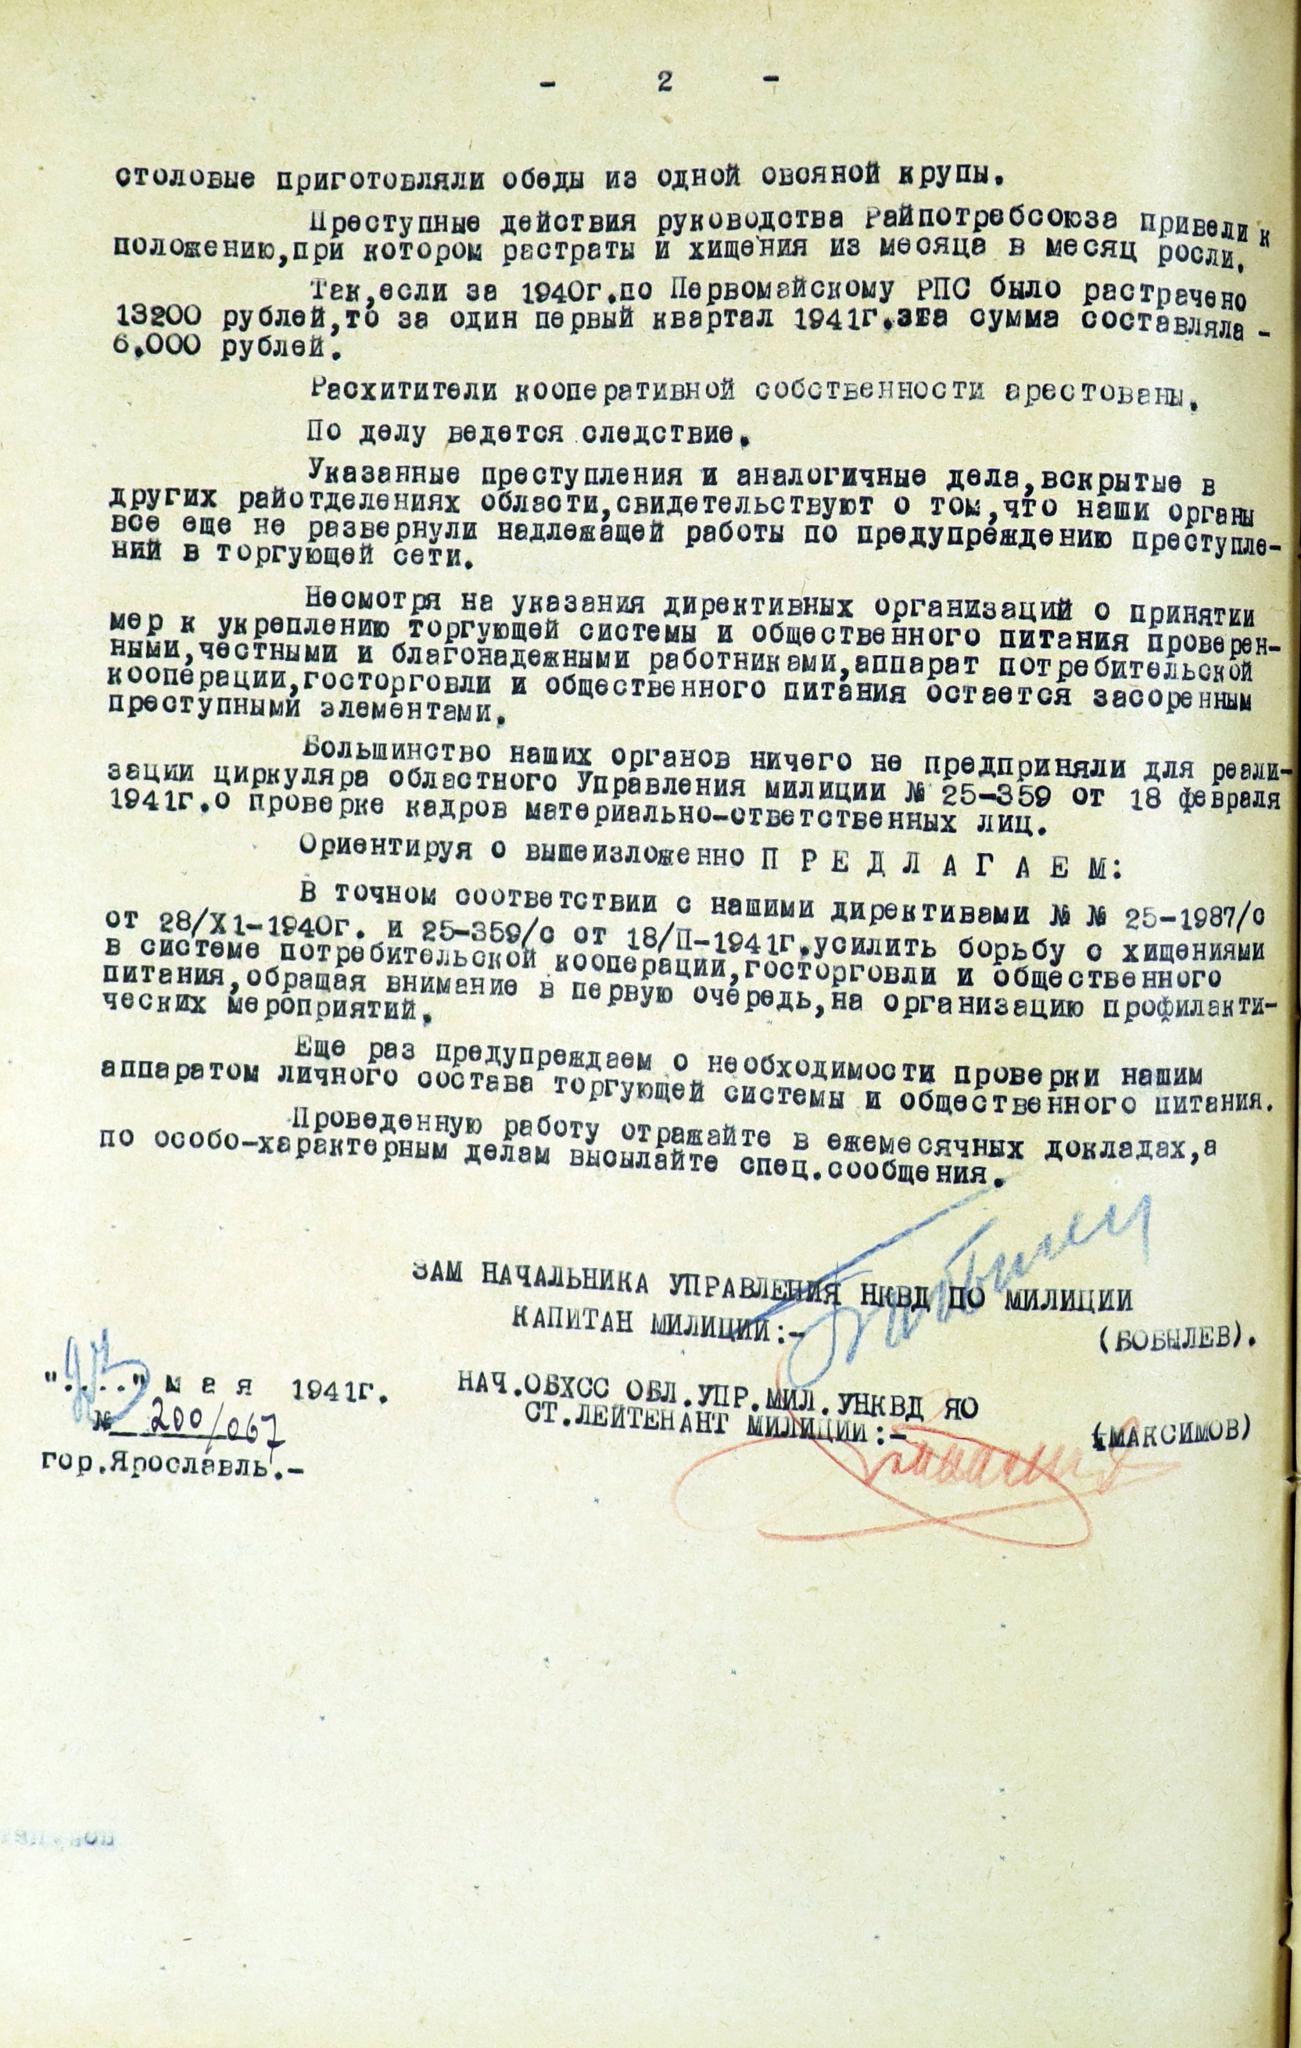 - 2 -
столовые приготовляли обеды из одной овсяной крупы.
Преступные действия руководства Райпотребсоюза привели к
положению,при котором растраты и хищения из месяца в месяц росли.
Так,если за 1940г.по Первомайскому РПС было растрачено
13200 рублей,то за один первый квартал 1941г.эта сумма составляла -
6.000 рублей.
Расхитители кооперативной собственности арестованы.
По делу ведется следствие.
Указанные преступления и аналогичные дела,вскрытые в
других райотделениях области,свидетельствуют о том,что наши органы
все еще не развернули надлежащей работы по предупреждению преступле-
ний в торгующей сети.
Несмотря на указания директивных организаций о принятии
мер к укреплению торгующей системы и общественного питания проверен-
ными,честными и благонадежными работниками,аппарат потребительской
кооперации,госторговли и общественного питания остается засоренным
преступными элементами.
Большинство наших органов ничего не предприняли для реали-
зации циркуляра областного Управления милиции № 25-359 от 18 февраля
1941г.о проверке кадров материально-ответственных лиц.
Ориентируя о вышеизложенно П Р Е Д Л А Г А Е М:
В точном соответствии с нашими директивами № № 25-1987/с
от 28/X1-1940г. и 25-359/с от 18/П-1941г.усилить борьбу с хищениями
в системе потребительской кооперации,госторговли и общественного
питания,обращая внимание в первую очередь,на организацию профилакти-
ческих мероприятий.
Еще раз предупреждаем о необходимости проверки нашим
аппаратом личного состава торгующей системы и общественного питания.
Проведенную работу отражайте в ежемесячных докладах,а
по особо-характерным делам высылайте спец.сообщения.
ЗАМ НАЧАЛЬНИКА УПРАВЛЕНИЯ НКВД ПО МИЛИЦИИ
КАПИТАН МИЛИЦИИ:- (БОБЫЛЕВ).
"....." м а я 1941г.
НАЧ.ОБХСС ОБЛ.УПР.МИЛ.УНКВД ЯО
СТ.ЛЕЙТЕНАНТ МИЛИЦИИ:- (МАКСИМОВ)
№ 200/067
гор.Ярославль.-